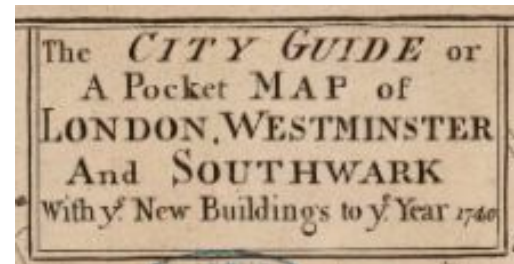 The CITY GUIDE or
A Pocket MAP of
LONDON, WESTMINSTER
And SOUTHWARK
With yᵉ New Buildings to yᵉ Year 1740